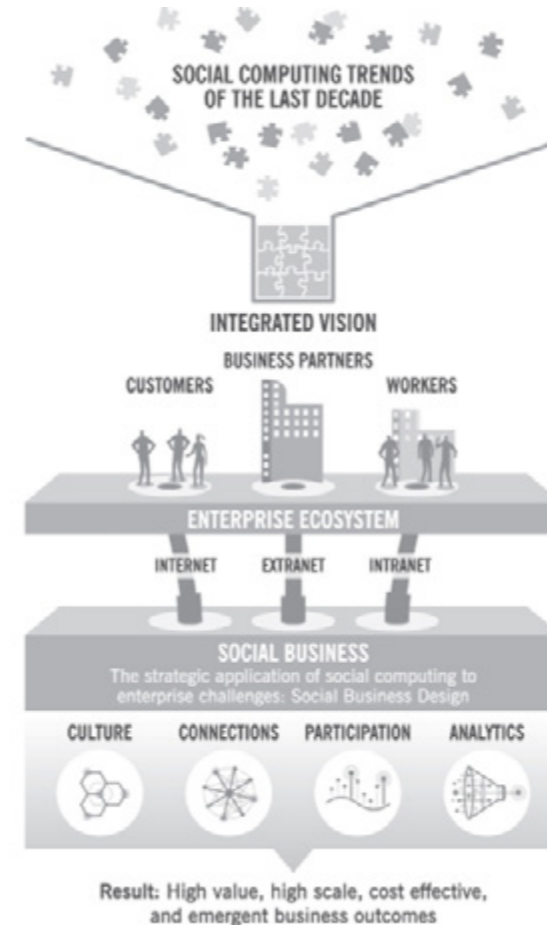 SOCIAL COMPUTING TRENDS
OF THE LAST DECADE
INTEGRATED VISION
BUSINESS PARTNERS
CUSTOMERS
WORKERS
ENTERPRISE ECOSYSTEM
INTERNET
EXTRANET
INTRANET
SOCIAL BUSINESS
The strategic application of social computing to
enterprise challenges: Social Business Design
CULTURE
CONNECTIONS
PARTICIPATION
ANALYTICS
Result: High value, high scale, cost effective,
and emergent business outcomes